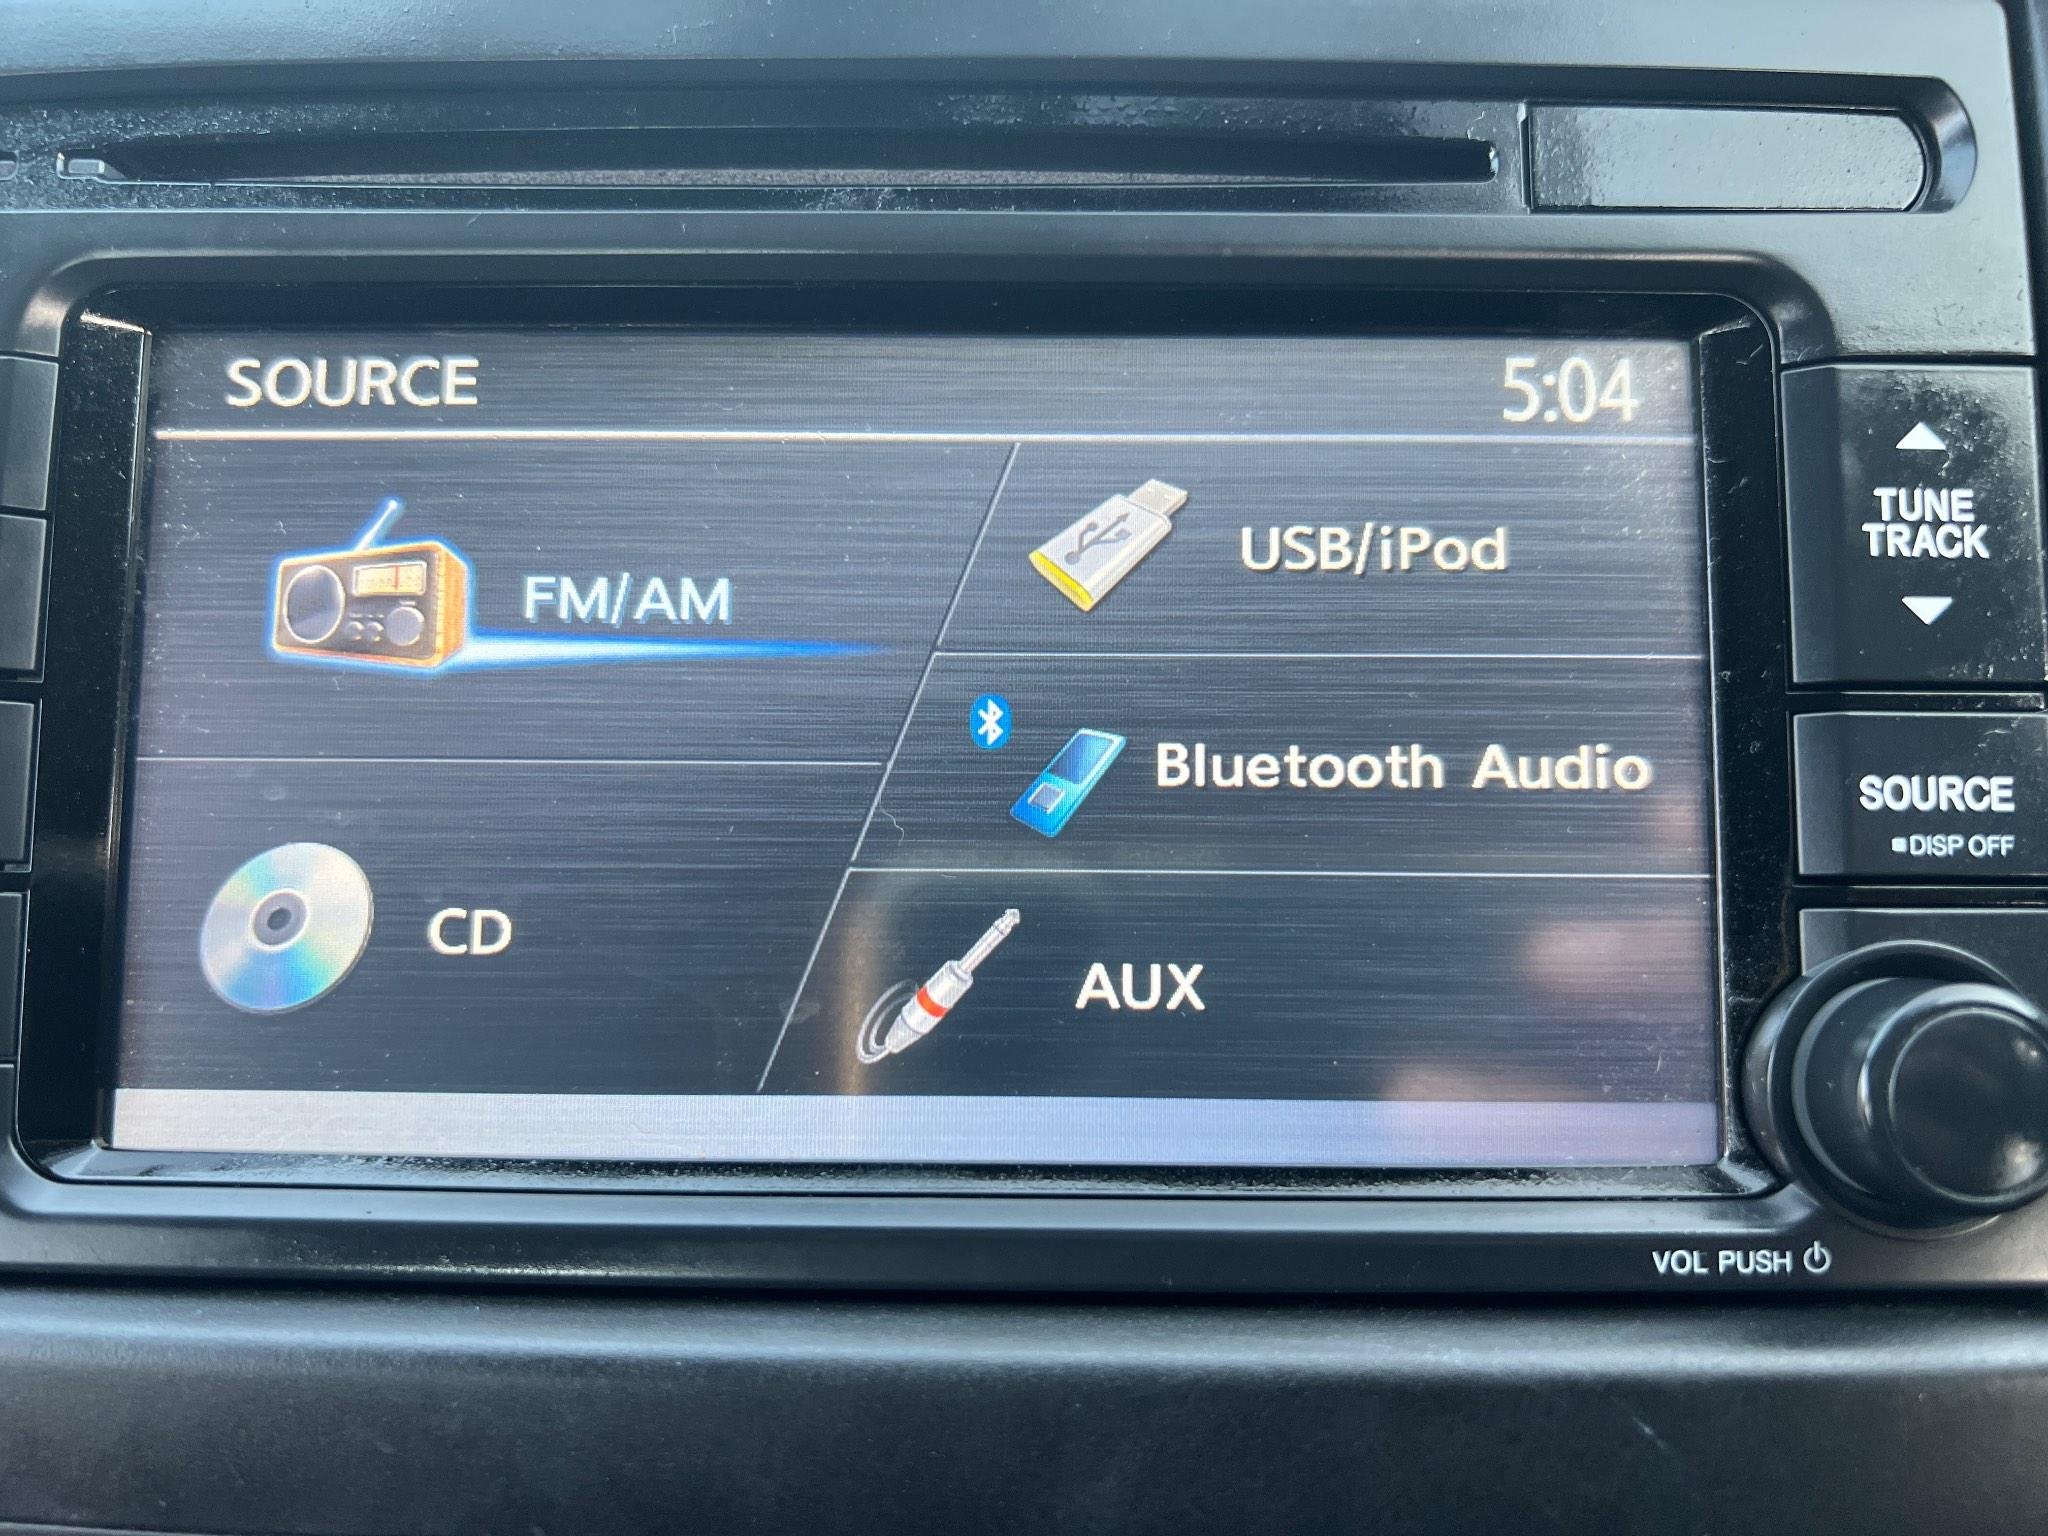 SOURCE
5:04
FM/AM
USB/iPod
Bluetooth Audio
CD
AUX
TUNE
TRACK
SOURCE
DISP OFF
VOL PUSH